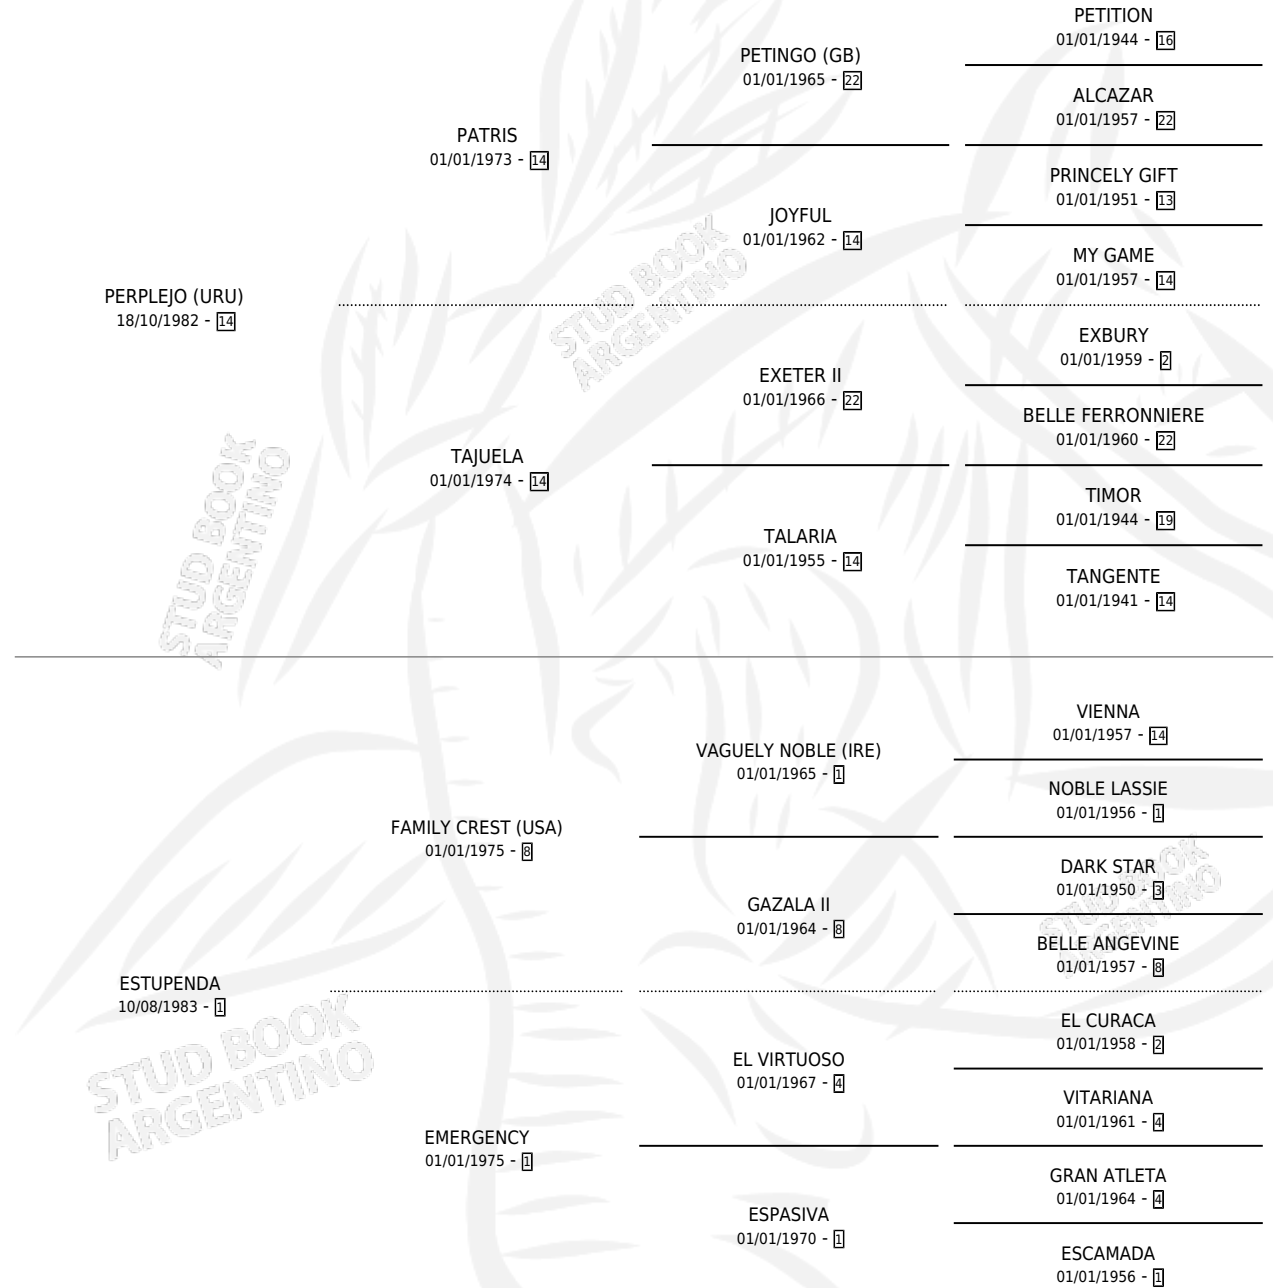 PETITION
01/01/1944 - 16
PETINGO (GB)
01/01/1965 - 22
ALCAZAR
01/01/1957 - 22
PATRIS
01/01/1973 - 14
PRINCELY GIFT
01/01/1951 - 13
JOYFUL
01/01/1962 - 14
MY GAME
01/01/1957 - 14
PERPLEJO (URU)
18/10/1982 - 14
EXBURY
01/01/1959 - 2
EXETER II
01/01/1966 - 22
BELLE FERRONNIERE
01/01/1960 - 22
TAJUELA
01/01/1974 - 14
TIMOR
01/01/1944 - 19
TALARIA
01/01/1955 - 14
TANGENTE
01/01/1941 - 14
STUD BOOK
ARGENTINO
STUD BOOK
ARGENTINO
VIENNA
01/01/1957 - 14
VAGUELY NOBLE (IRE)
01/01/1965 - 1
NOBLE LASSIE
01/01/1956 - 1
FAMILY CREST (USA)
01/01/1975 - 8
DARK STAR
01/01/1950 - 3
GAZALA II
01/01/1964 - 8
BELLE ANGEVINE
01/01/1957 - 8
STUD BOOK
ARGENTINO
ESTUPENDA
10/08/1983 - 1
EL CURACA
01/01/1958 - 2
EL VIRTUOSO
01/01/1967 - 4
VITARIANA
01/01/1961 - 4
EMERGENCY
01/01/1975 - 1
GRAN ATLETA
01/01/1964 - 4
ESPASIVA
01/01/1970 - 1
ESCAMADA
01/01/1956 - 1
STUD BOOK
ARGENTINO